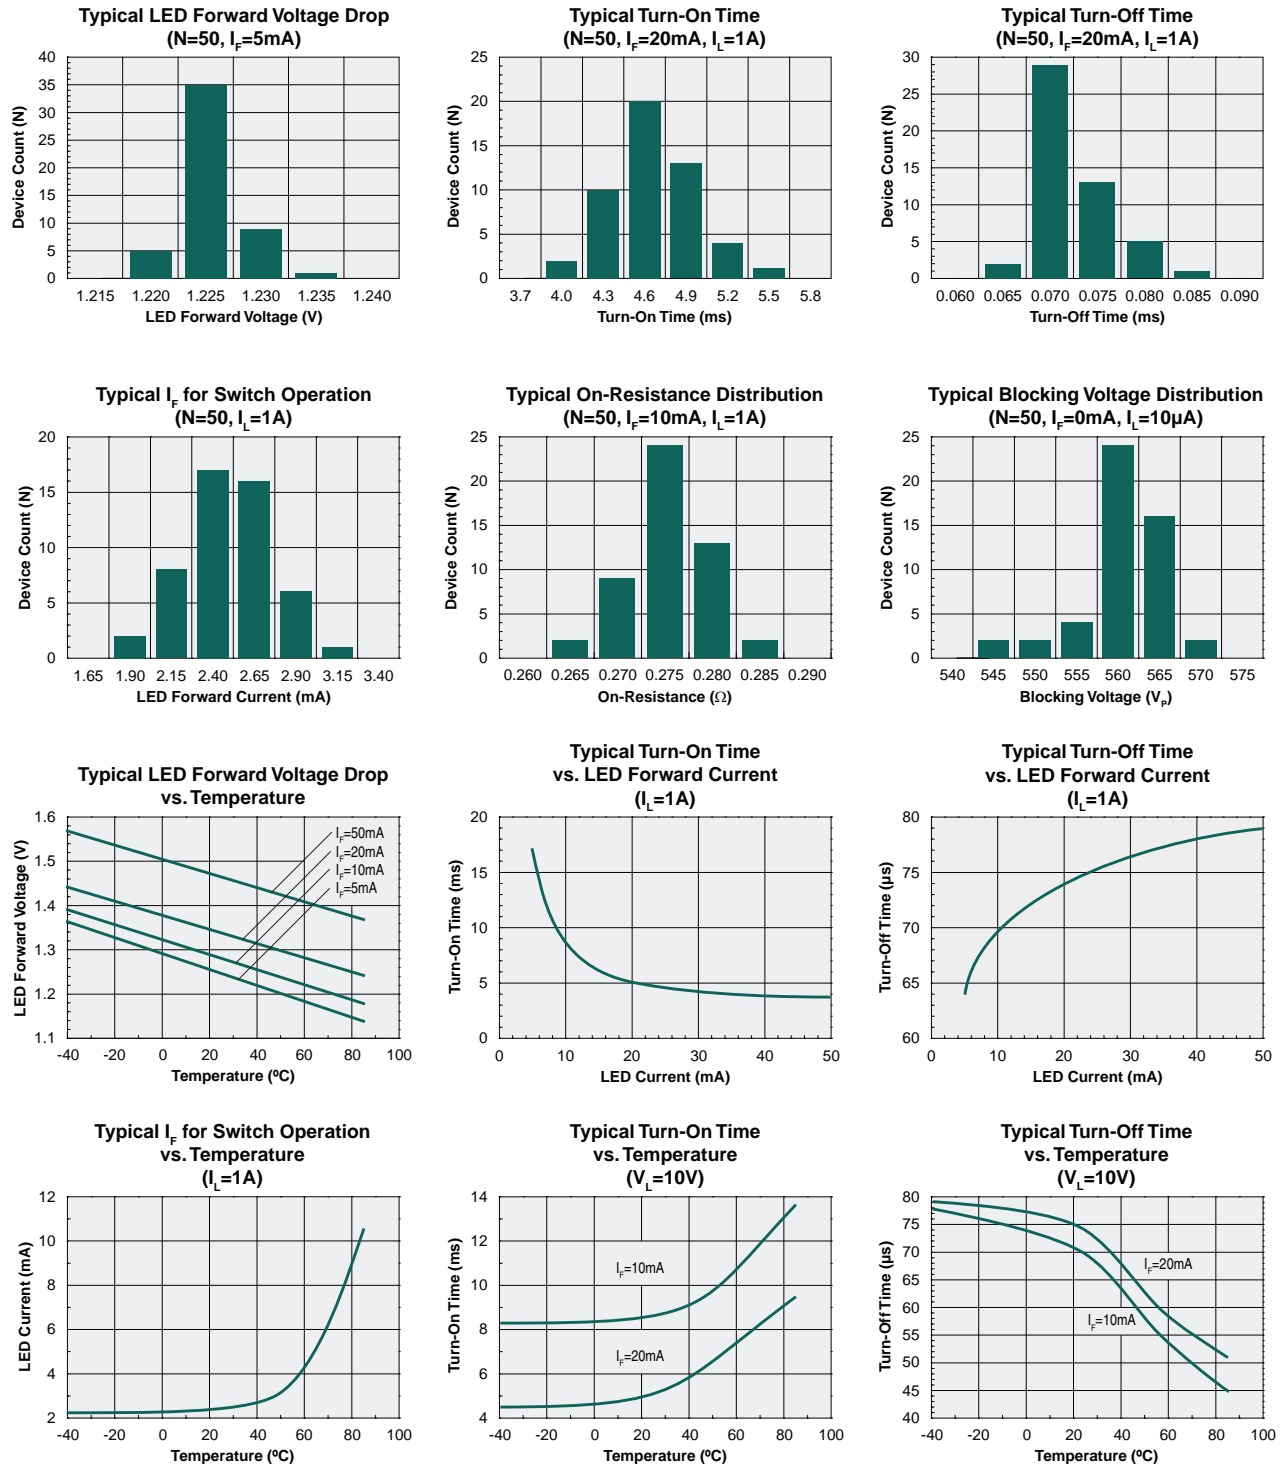 Typical LED Forward Voltage Drop
(N=50, IF=5mA)
Device Count (N)
40
35
30
25
20
15
10
5
0
1.215 1.220 1.225 1.230 1.235 1.240
LED Forward Voltage (V)
Typical Turn-On Time
(N=50, IF=20mA, IL=1A)
Device Count (N)
25
20
15
10
5
0
3.7 4.0 4.3 4.6 4.9 5.2 5.5 5.8
Turn-On Time (ms)
Typical Turn-Off Time
(N=50, IF=20mA, IL=1A)
Device Count (N)
30
25
20
15
10
5
0
0.060 0.065 0.070 0.075 0.080 0.085 0.090
Turn-Off Time (ms)
Typical IF for Switch Operation
(N=50, IL=1A)
Device Count (N)
20
15
10
5
0
1.65 1.90 2.15 2.40 2.65 2.90 3.15 3.40
LED Forward Current (mA)
Typical On-Resistance Distribution
(N=50, IF=10mA, IL=1A)
Device Count (N)
25
20
15
10
5
0
0.260 0.265 0.270 0.275 0.280 0.285 0.290
On-Resistance (Ω)
Typical Blocking Voltage Distribution
(N=50, IF=0mA, IL=10µA)
Device Count (N)
25
20
15
10
5
0
540 545 550 555 560 565 570 575
Blocking Voltage (VP)
Typical LED Forward Voltage Drop
vs. Temperature
LED Forward Voltage (V)
1.6
1.5
1.4
1.3
1.2
1.1
IF=50mA
IF=20mA
IF=10mA
IF=5mA
-40 -20 0 20 40 60 80 100
Temperature (ºC)
Typical Turn-On Time
vs. LED Forward Current
(IL=1A)
Turn-On Time (ms)
20
15
10
5
0
0 10 20 30 40 50
LED Current (mA)
Typical Turn-Off Time
vs. LED Forward Current
(IL=1A)
Turn-Off Time (µs)
80
75
70
65
60
0 10 20 30 40 50
LED Current (mA)
Typical IF for Switch Operation
vs. Temperature
(IL=1A)
LED Current (mA)
12
10
8
6
4
2
-40 -20 0 20 40 60 80 100
Temperature (ºC)
Typical Turn-On Time
vs. Temperature
(VL=10V)
Turn-On Time (ms)
14
12
10
8
6
4
IF=10mA
IF=20mA
-40 -20 0 20 40 60 80 100
Temperature (ºC)
Typical Turn-Off Time
vs. Temperature
(VL=10V)
Turn-Off Time (µs)
80
75
70
65
60
55
50
45
40
IF=20mA
IF=10mA
-40 -20 0 20 40 60 80 100
Temperature (ºC)